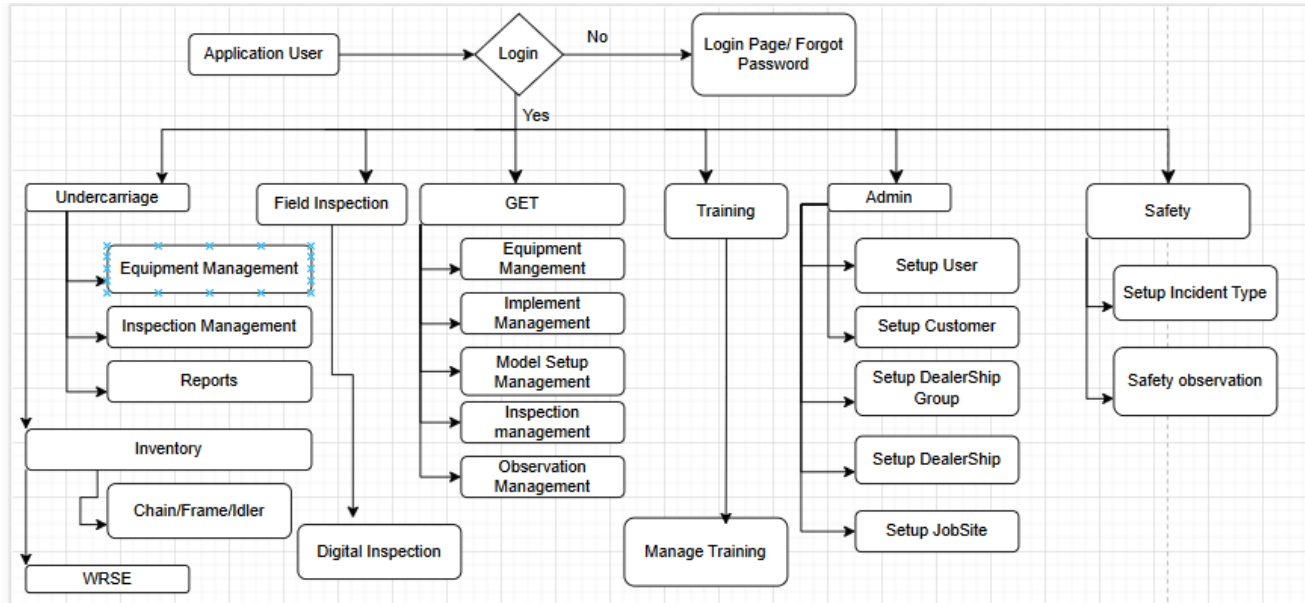 Application User
Login
No
Login Page/ Forgot
Password
Yes
Undercarriage
Field Inspection
GET
Training
Admin
Safety
Equipment Management
Inspection Management
Reports
Inventory
Chain/Frame/Idler
WRSE
Digital Inspection
Equipment
Mangement
Implement
Management
Model Setup
Management
Inspection
management
Observation
Management
Manage Training
Setup User
Setup Customer
Setup DealerShip
Group
Setup DealerShip
Setup JobSite
Setup Incident Type
Safety observation